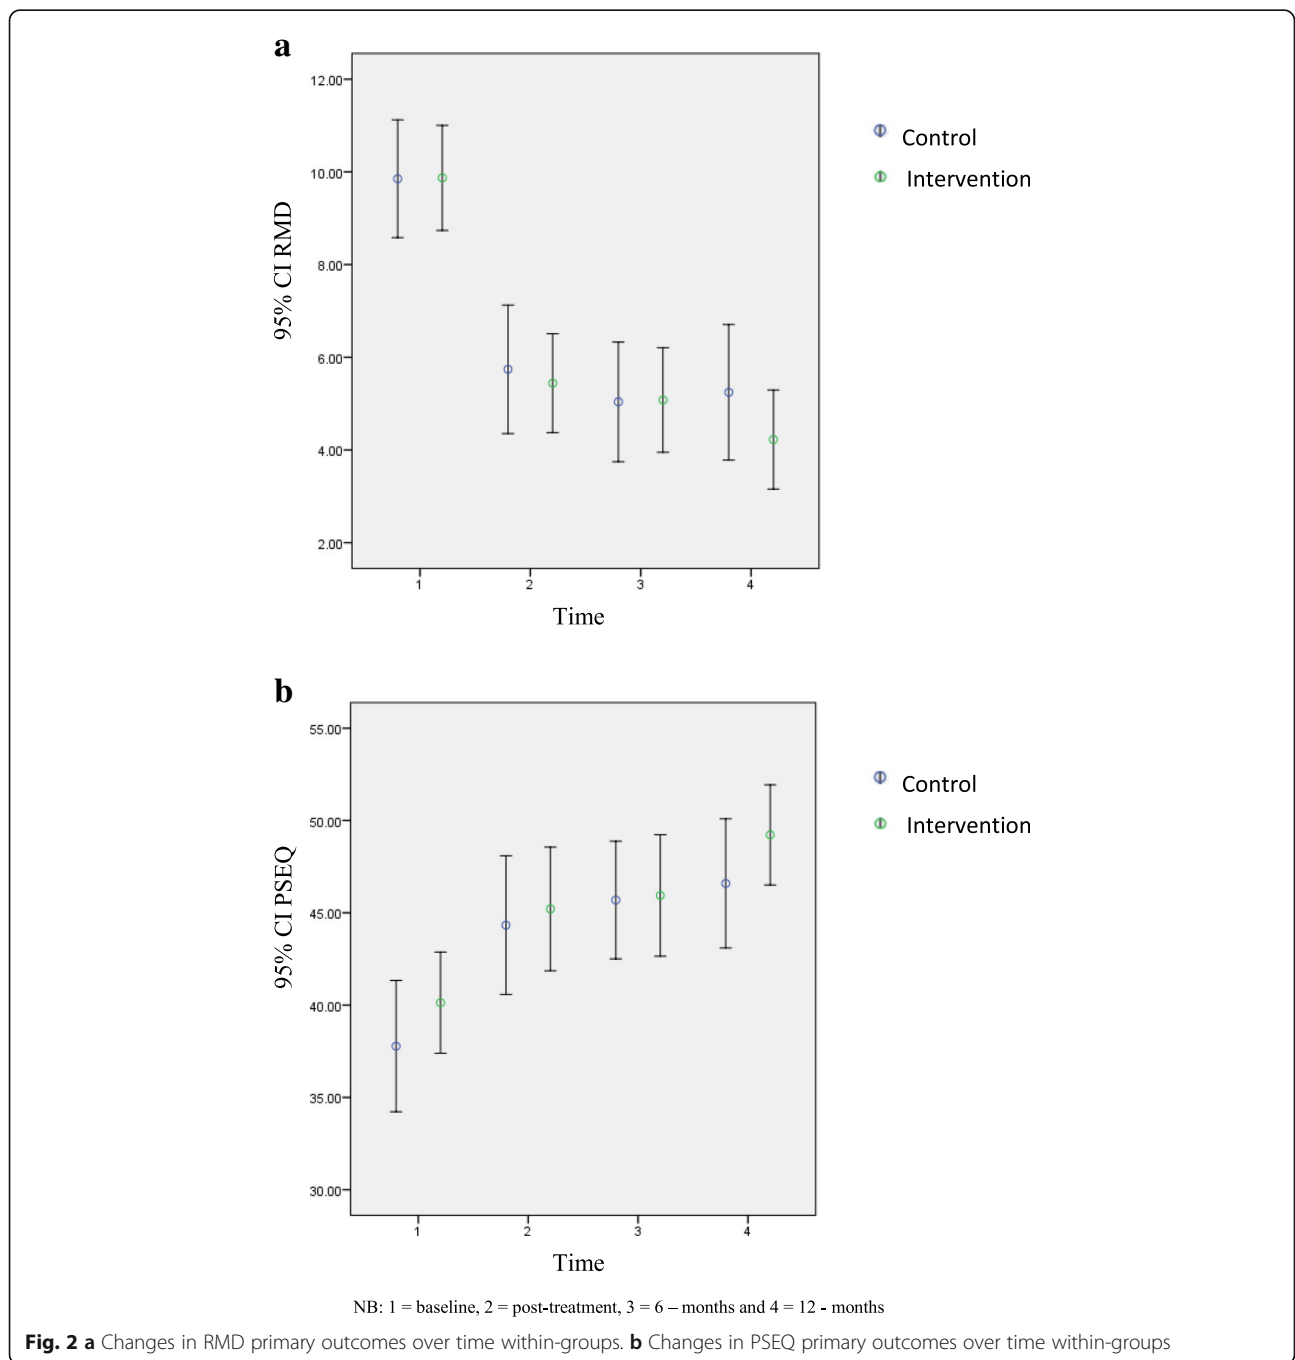 a
12.00
10.00
8.00
6.00
4.00
2.00
95% CI RMD
1 2 3 4
Time
Control
Intervention
b
55.00
50.00
45.00
40.00
35.00
30.00
95% CI PSEQ
1 2 3 4
Time
Control
Intervention
NB: 1 = baseline, 2 = post-treatment, 3 = 6 – months and 4 = 12 - months
Fig. 2 a Changes in RMD primary outcomes over time within-groups. b Changes in PSEQ primary outcomes over time within-groups